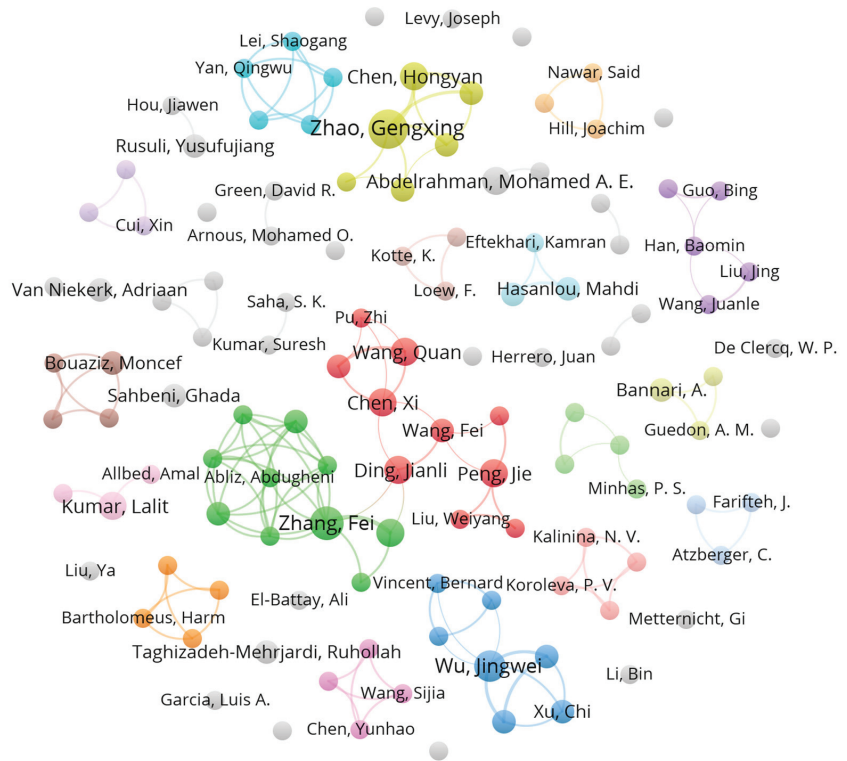 Levy, Joseph
Lei, Shaogang
Yan, Qingwu
Chen, Hongyan
Nawar, Said
Hou, Jiawen
Zhao, Gengxing
Hill, Joachim
Rusuli, Yusufujiang
Abdelrahman, Mohamed A. E.
Green, David R.
Guo, Bing
Cui, Xin
Arnous, Mohamed O.
Kotte, K.
Eftekhari, Kamran
Han, Baomin
Liu, Jing
Van Niekerk, Adriaan
Loew, F.
Hasanlou, Mahdi
Saha, S. K.
Wang, Juanle
Pu, Zhi
Kumar, Suresh
Wang, Quan
Herrero, Juan
De Clercq, W. P.
Bouaziz, Moncef
Sahbeni, Ghada
Bannari, A.
Chen, Xi
Wang, Fei
Guedon, A. M.
Allbed, Amal
Abliz, Abdugheni
Ding, Jianli
Peng, Jie
Minhas, P. S.
Kumar, Lalit
Farifteh, J.
Zhang, Fei
Liu, Weiyang
Kalinina, N. V.
Atzberger, C.
Liu, Ya
Vincent, Bernard
Koroleva, P. V.
El-Battay, Ali
Bartholomeus, Harm
Metternicht, Gi
Taghizadeh-Mehrjardi, Ruhollah
Wu, Jingwei
Li, Bin
Garcia, Luis A.
Wang, Sijia
Xu, Chi
Chen, Yunhao